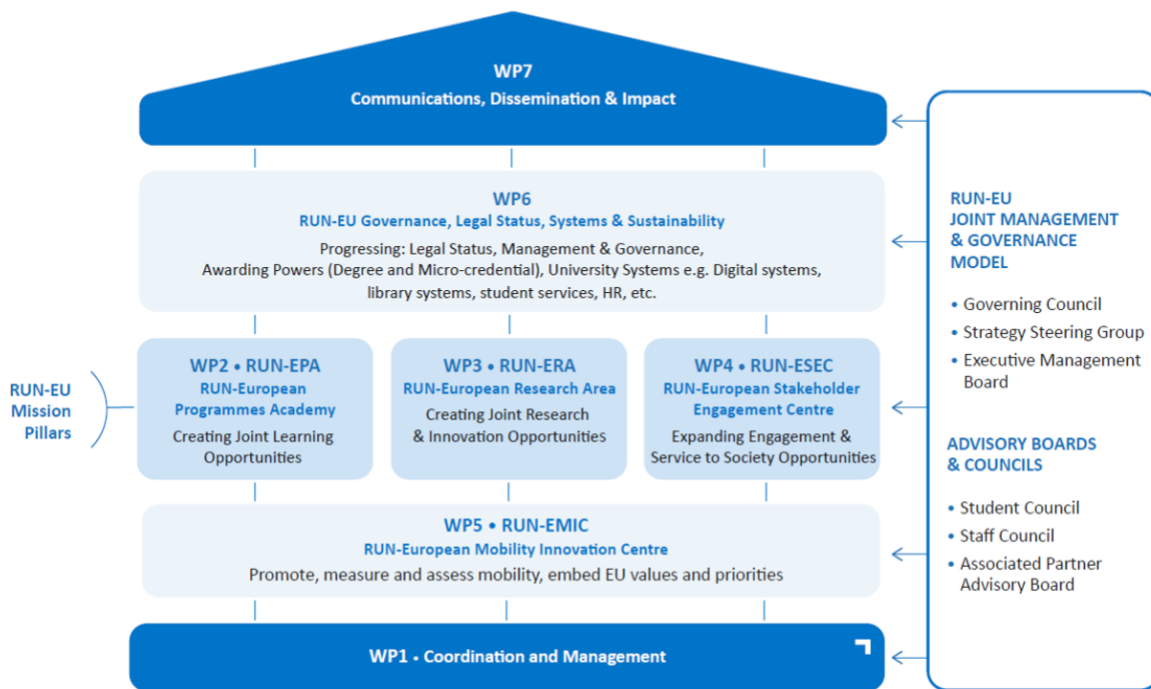 WP7
Communications, Dissemination & Impact
WP6
RUN-EU Governance, Legal Status, Systems & Sustainability
Progressing: Legal Status, Management & Governance,
Awarding Powers (Degree and Micro-credential), University Systems e.g. Digital systems,
library systems, student services, HR, etc.
RUN-EU
Mission
Pillars
WP2 • RUN-EPA
RUN-European
Programmes Academy
Creating Joint Learning
Opportunities
WP3 • RUN-ERA
RUN-European Research Area
Creating Joint Research
& Innovation Opportunities
WP4 • RUN-ESEC
RUN-European Stakeholder
Engagement Centre
Expanding Engagement &
Service to Society Opportunities
WP5 • RUN-EMIC
RUN-European Mobility Innovation Centre
Promote, measure and assess mobility, embed EU values and priorities
WP1 • Coordination and Management
RUN-EU
JOINT MANAGEMENT
& GOVERNANCE
MODEL
• Governing Council
• Strategy Steering Group
• Executive Management
Board
ADVISORY BOARDS
& COUNCILS
• Student Council
• Staff Council
• Associated Partner
Advisory Board